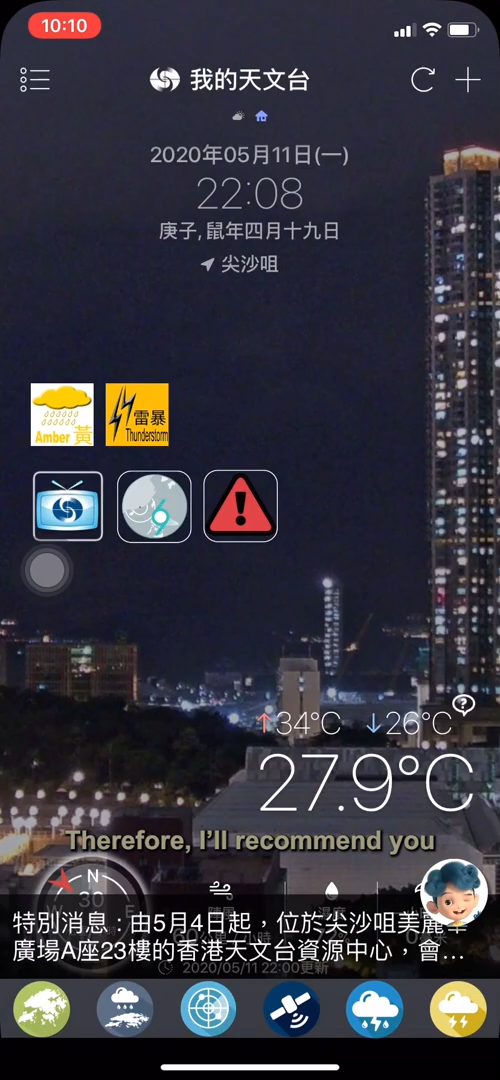 10:10
我的天文台
2020年05月11日(一)
22:08
庚子, 鼠年四月十九日
尖沙咀
Amber 黃
雷暴
Thunderstorm
34°C 26°C
27.9°C
Therefore, I'll recommend you
N
30
E
特別消息：由5月4日起，位於尖沙咀美麗華
廣場A座23樓的香港天文台資源中心，會...
2020/05/11 22:00更新